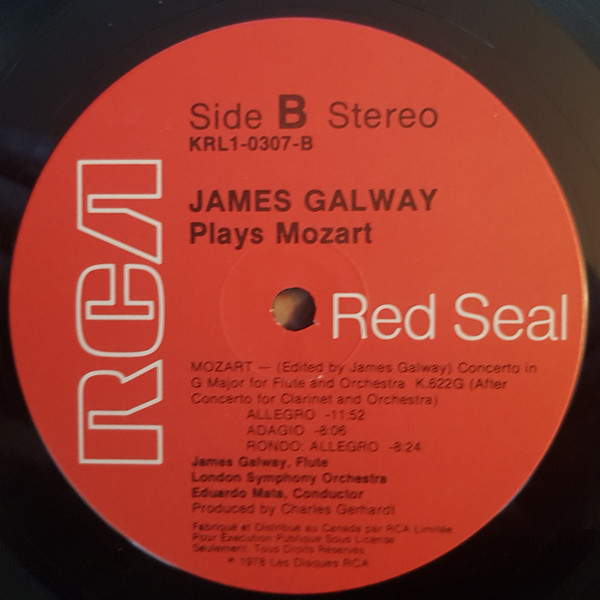 RCA
Side B Stereo
KRL1-0307-B
JAMES GALWAY
Plays Mozart
Red Seal
MOZART — (Edited by James Galway) Concerto in
G Major for Flute and Orchestra K.622G (After
Concerto for Clarinet and Orchestra)
ALLEGRO -11:52
ADAGIO -8:06
RONDO: ALLEGRO -8:24
James Galway, Flute
London Symphony Orchestra
Eduardo Mata, Conductor
Produced by Charles Gerhardt
Fabriqué et Distribué au Canada par RCA Limitée
Pour Exécution Publique Sous License
Seulement. Tous Droits Réservés
℗ 1978 Les Disques RCA